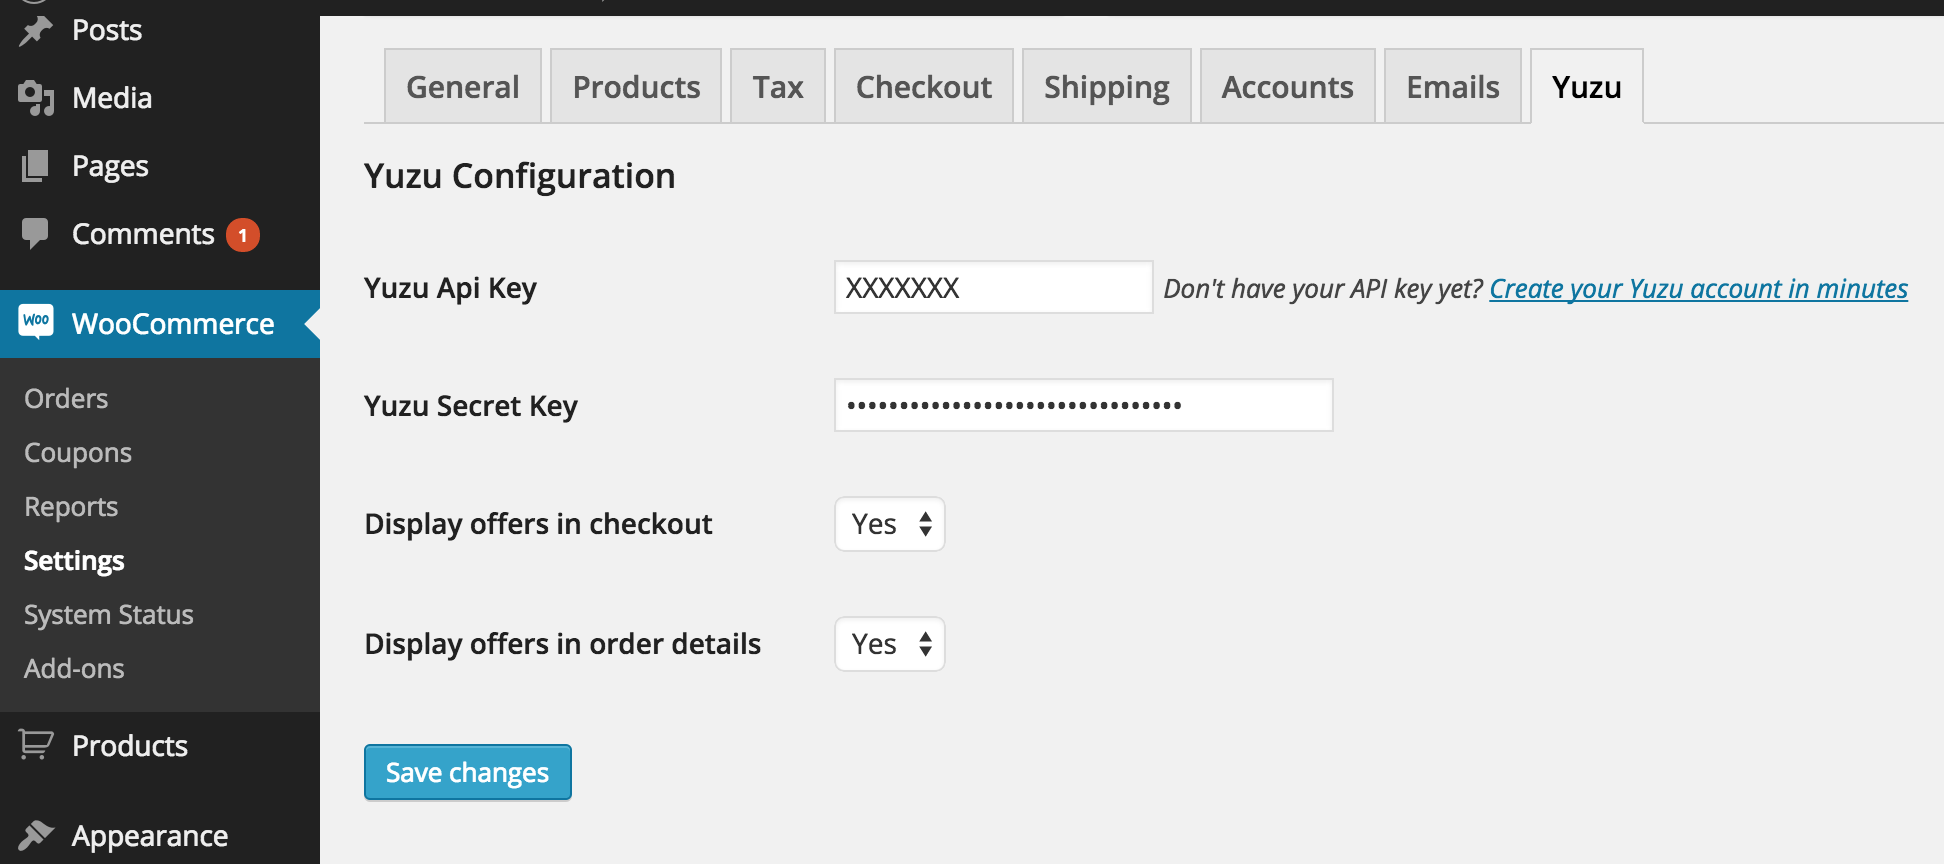 Posts
Media
Pages
Comments 1
WOO WooCommerce
Orders
Coupons
Reports
Settings
System Status
Add-ons
Products
Appearance
General Products Tax Checkout Shipping Accounts Emails Yuzu
Yuzu Configuration
Yuzu Api Key XXXXXXX Don't have your API key yet? Create your Yuzu account in minutes
Yuzu Secret Key ••••••••••••••••••••••••••••••••
Display offers in checkout Yes
Display offers in order details Yes
Save changes